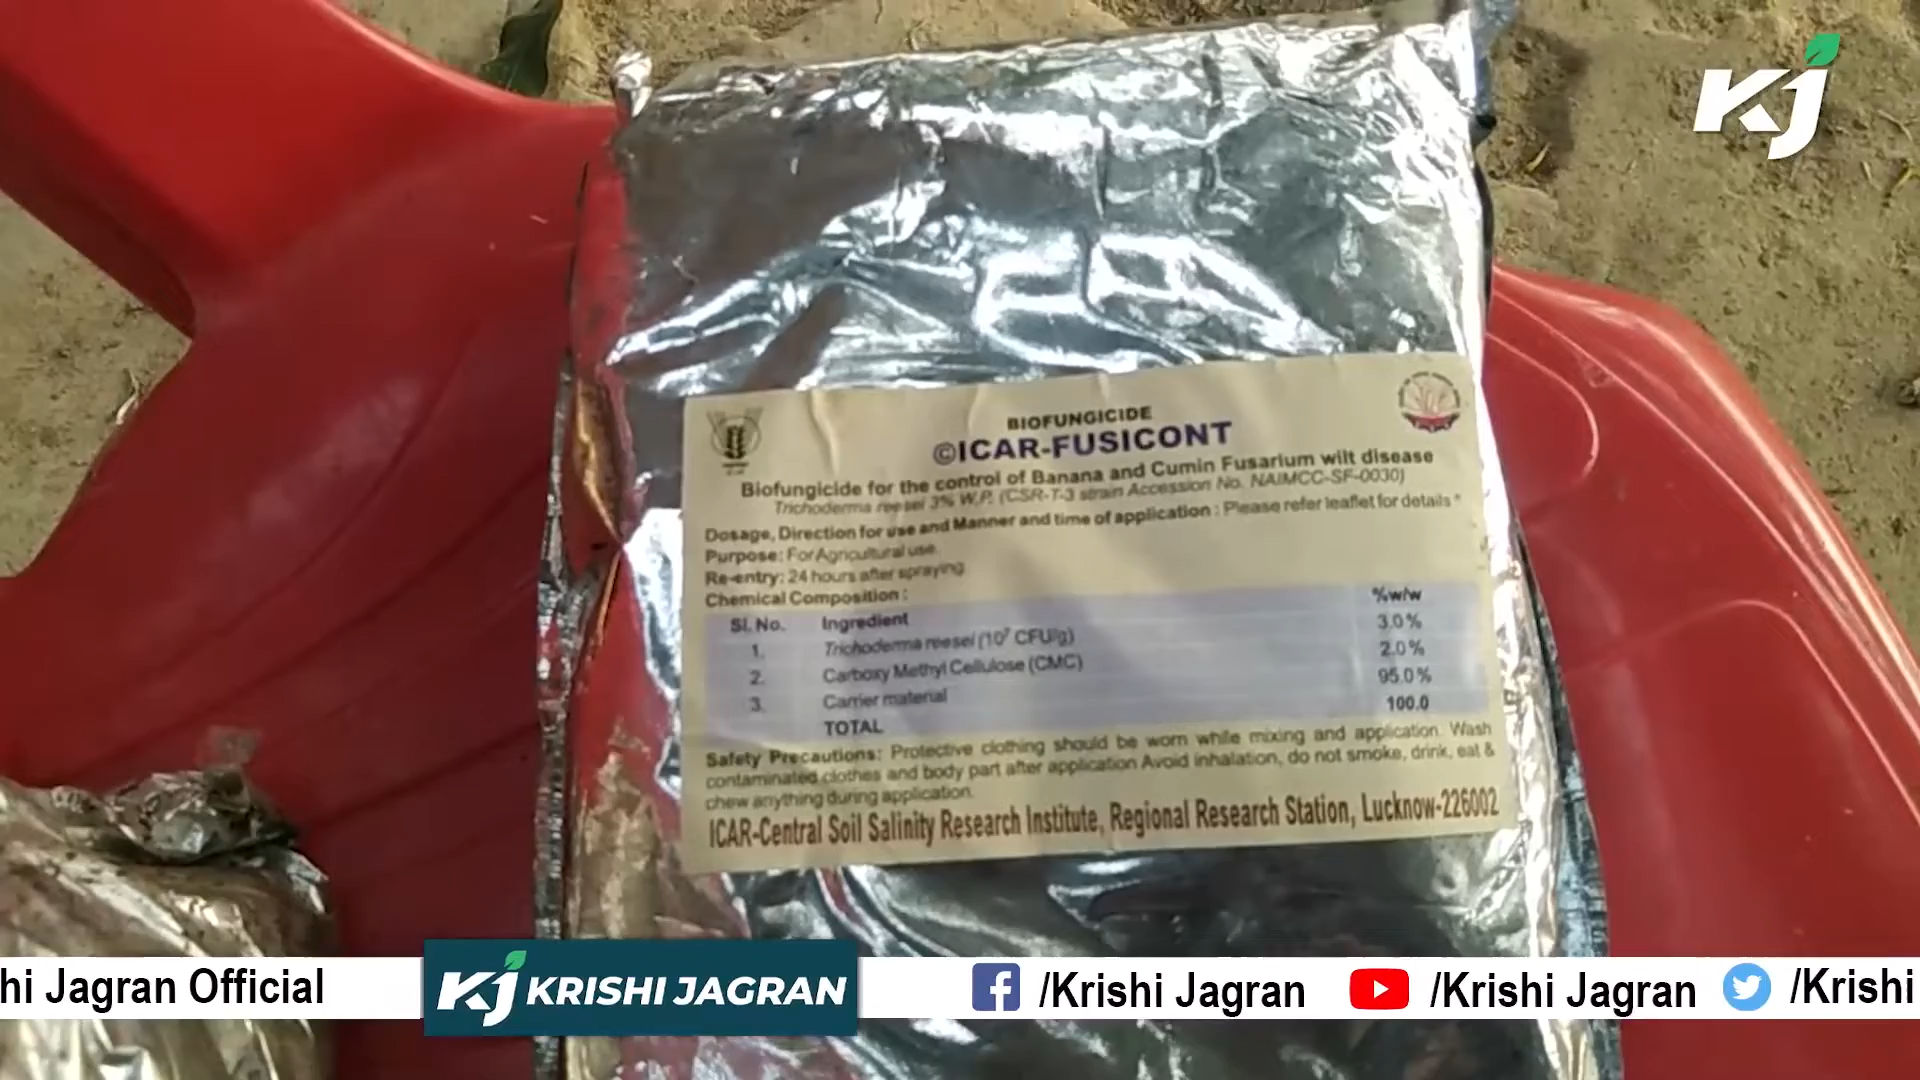 KJ
BIOFUNGICIDE
©ICAR-FUSICONT
Biofungicide for the control of Banana and Cumin Fusarium wilt disease
Trichoderma reesei 3% W.P. (CSR-T-3 strain Accession No. NAIMCC-SF-0030)
Dosage, Direction for use and Manner and time of application : Please refer leaflet for details *
Purpose: For Agricultural use.
Re-entry: 24 hours after spraying
Chemical Composition :
Sl. No. Ingredient %w/w
1. Trichoderma reesei (10⁷ CFU/g) 3.0%
2. Carboxy Methyl Cellulose (CMC) 2.0%
3. Carrier material 95.0%
TOTAL 100.0
Safety Precautions: Protective clothing should be worn while mixing and application. Wash
contaminated clothes and body part after application Avoid inhalation, do not smoke, drink, eat &
chew anything during application.
ICAR-Central Soil Salinity Research Institute, Regional Research Station, Lucknow-226002
hi Jagran Official KJ KRISHI JAGRAN /Krishi Jagran /Krishi Jagran /Krishi